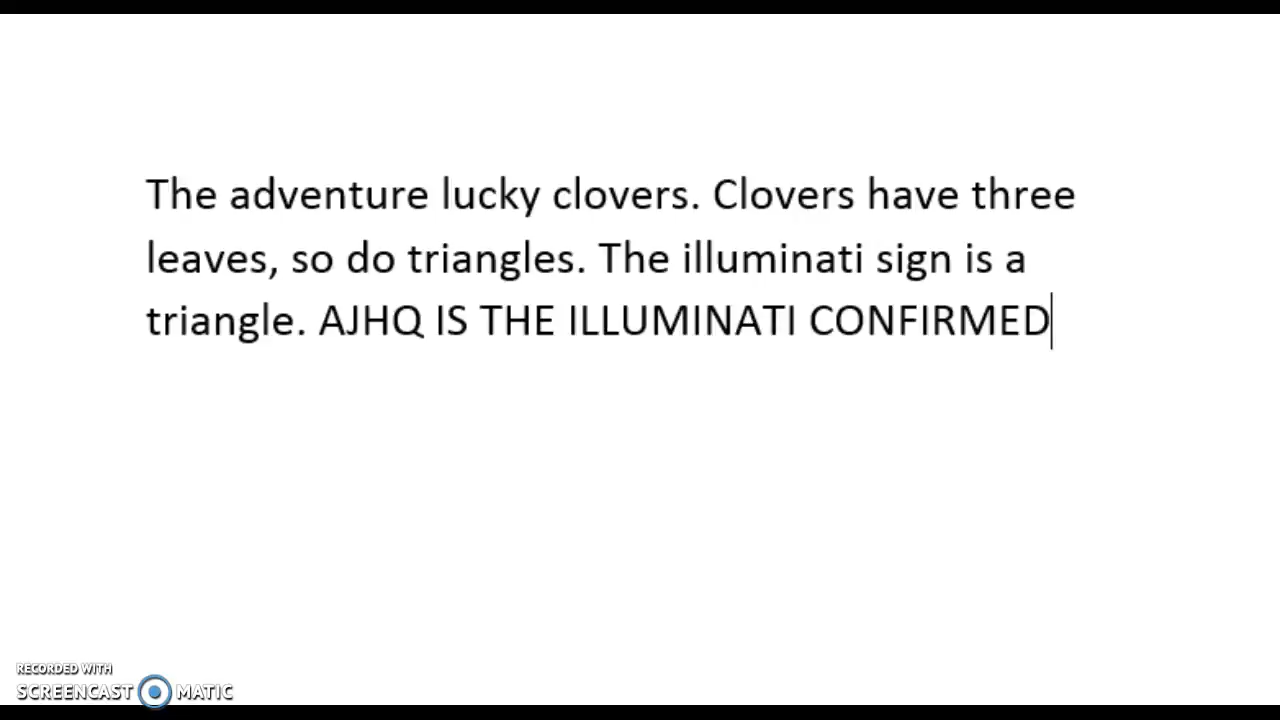 The adventure lucky clovers. Clovers have three
leaves, so do triangles. The illuminati sign is a
triangle. AJHQ IS THE ILLUMINATI CONFIRMED
RECORDED WITH
SCREENCAST MATIC